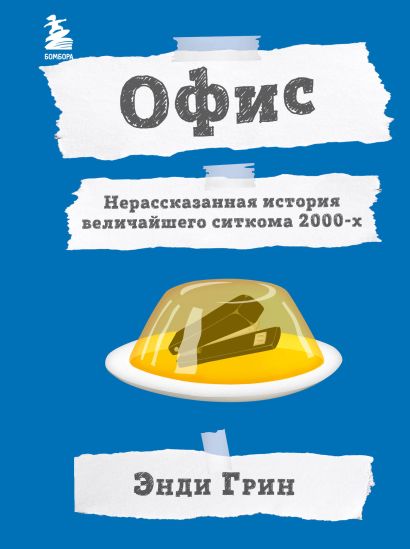 БОМБОРА
Офис
Нерассказанная история
величайшего ситкома 2000-х
Энди Грин